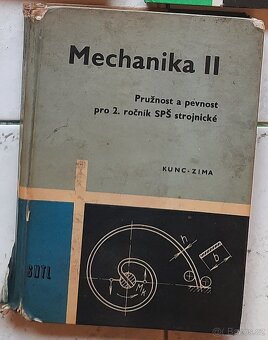 Mechanika II
Pružnost a pevnost
pro 2. ročník SPŠ strojnické
KUNC - ZIMA
SNTL
h
b